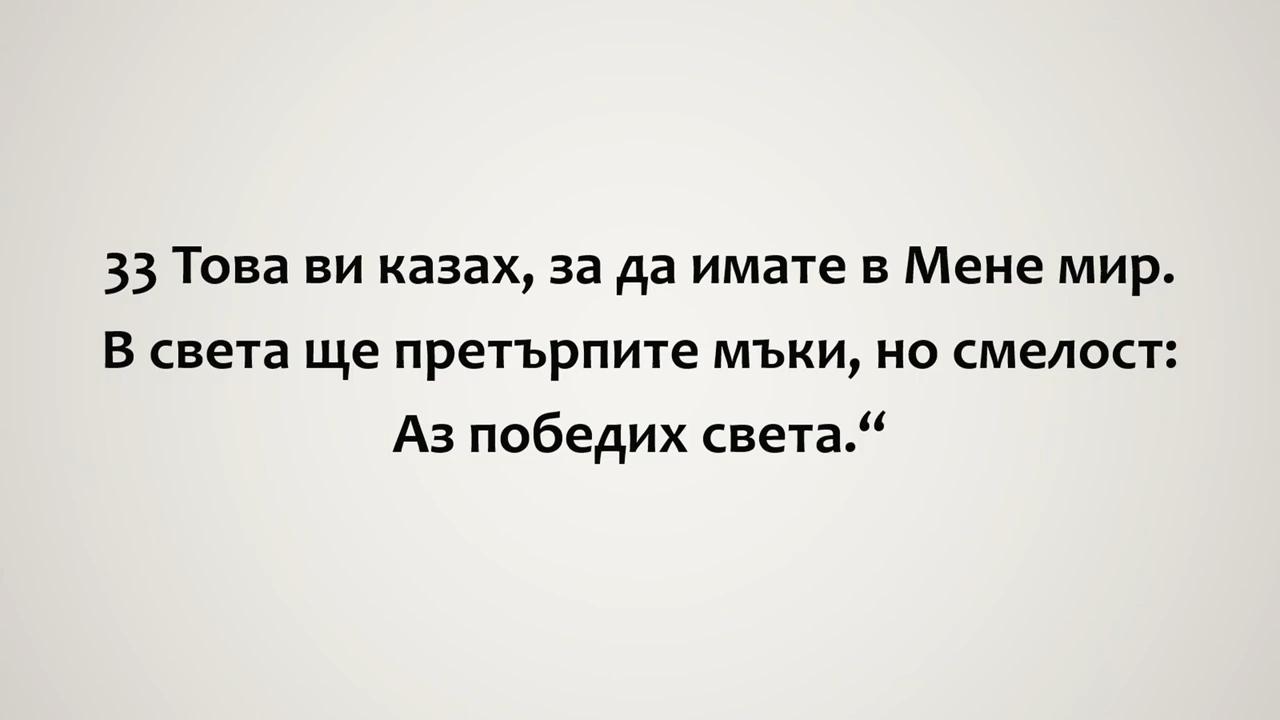 33 Това ви казах, за да имате в Мене мир.
В света ще претърпите мъки, но смелост:
Аз победих света.“